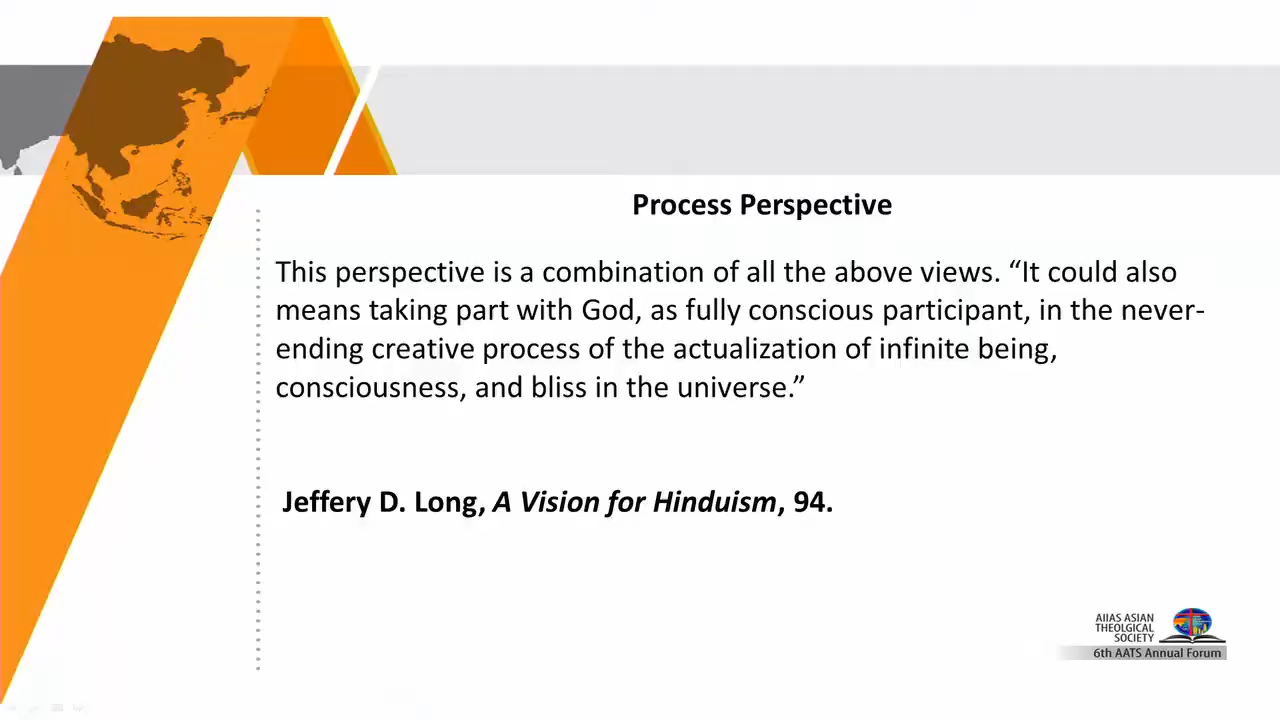 Process Perspective
This perspective is a combination of all the above views. “It could also
means taking part with God, as fully conscious participant, in the never-
ending creative process of the actualization of infinite being,
consciousness, and bliss in the universe.”
Jeffery D. Long, A Vision for Hinduism, 94.
AIIAS ASIAN
THEOLGICAL
SOCIETY
6th AATS Annual Forum